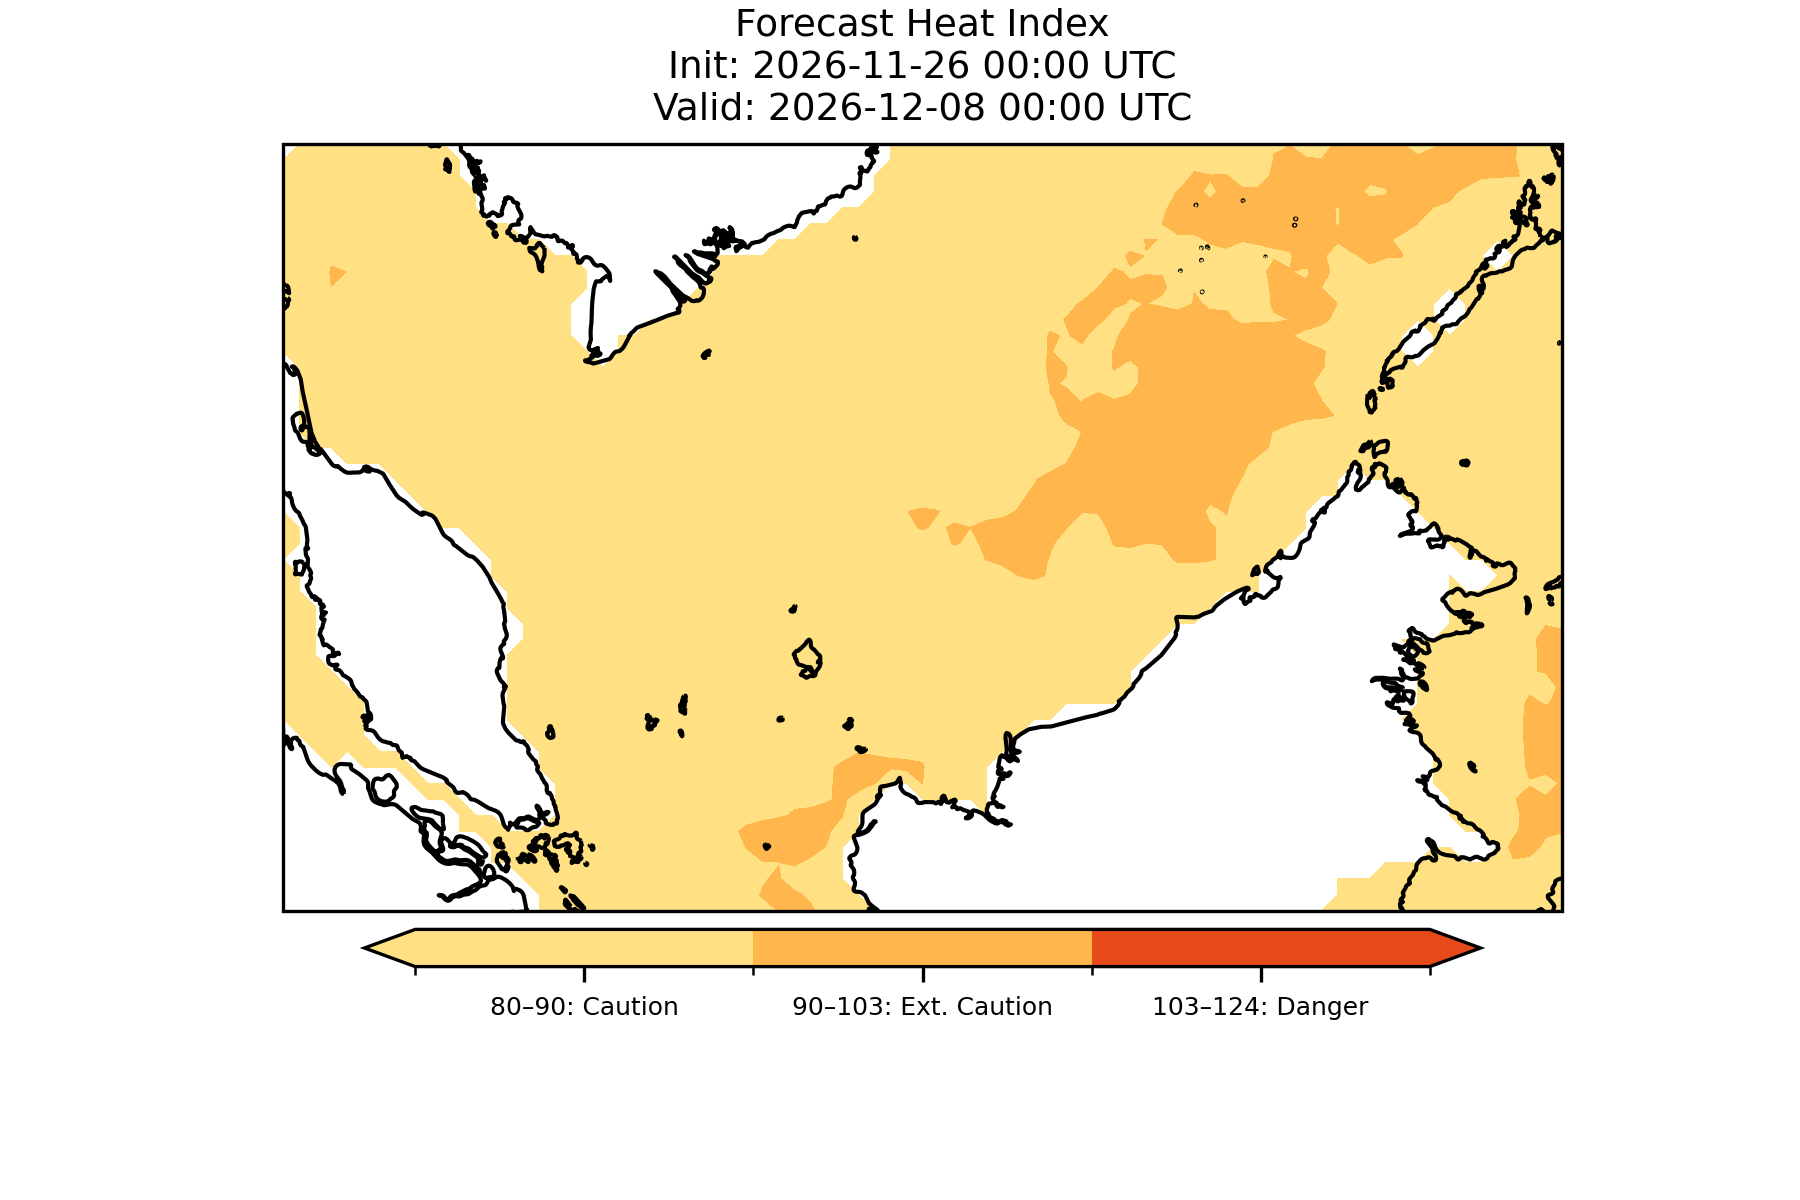 Forecast Heat Index
Init: 2026-11-26 00:00 UTC
Valid: 2026-12-08 00:00 UTC
80–90: Caution
90–103: Ext. Caution
103–124: Danger